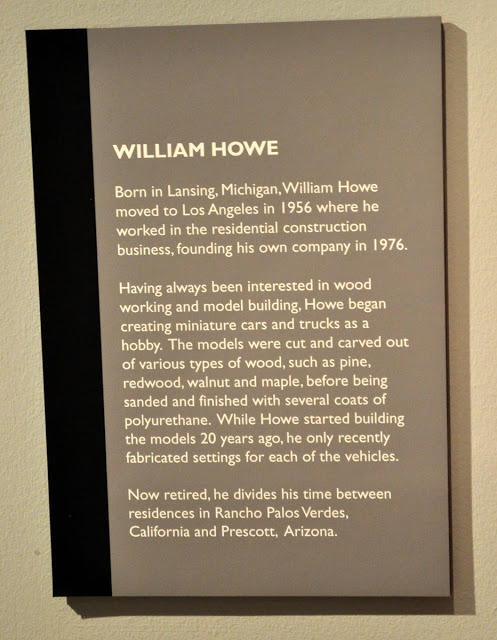 WILLIAM HOWE
Born in Lansing, Michigan, William Howe
moved to Los Angeles in 1956 where he
worked in the residential construction
business, founding his own company in 1976.
Having always been interested in wood
working and model building, Howe began
creating miniature cars and trucks as a
hobby. The models were cut and carved out
of various types of wood, such as pine,
redwood, walnut and maple, before being
sanded and finished with several coats of
polyurethane. While Howe started building
the models 20 years ago, he only recently
fabricated settings for each of the vehicles.
Now retired, he divides his time between
residences in Rancho Palos Verdes,
California and Prescott, Arizona.